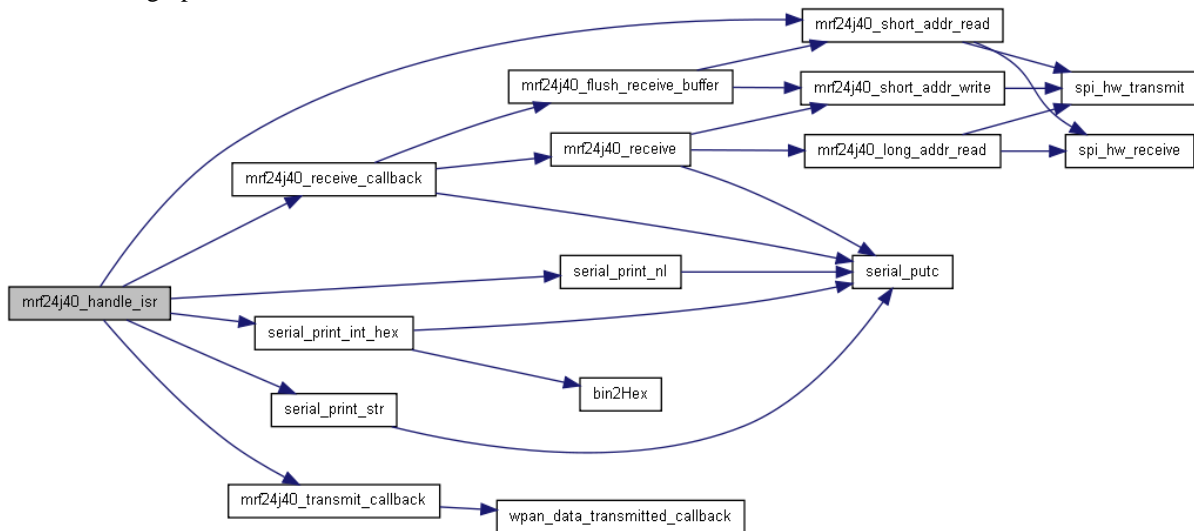 mrf24j40_short_addr_read
mrf24j40_flush_receive_buffer
mrf24j40_short_addr_write
spi_hw_transmit
mrf24j40_receive
mrf24j40_long_addr_read
spi_hw_receive
mrf24j40_receive_callback
serial_print_nl
serial_putc
mrf24j40_handle_isr
serial_print_int_hex
bin2Hex
serial_print_str
mrf24j40_transmit_callback
wpan_data_transmitted_callback